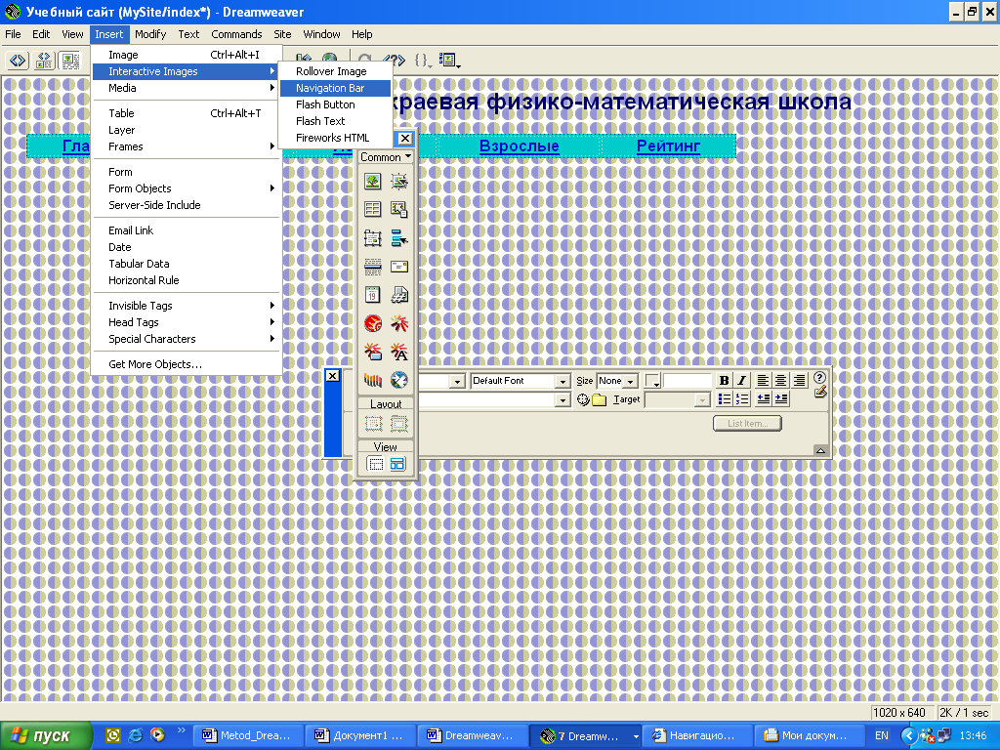 Учебный сайт (MySite/index*) - Dreamweaver
File Edit View Insert Modify Text Commands Site Window Help
Image Ctrl+Alt+I
Interactive Images
Media
Table Ctrl+Alt+T
Layer
Frames
Form
Form Objects
Server-Side Include
Email Link
Date
Tabular Data
Horizontal Rule
Invisible Tags
Head Tags
Special Characters
Get More Objects...
Rollover Image
Navigation Bar
Flash Button
Flash Text
Fireworks HTML
краевая физико-математическая школа
Гла
Взрослые Рейтинг
Common
19
Layout
View
Default Font Size None B I
Target
List Item...
1020 x 640 2K / 1 sec
пуск Metod_Drea... Документ1 ... Dreamweav... 7 Dreamw... Навигацио... Мои докум... EN 13:46